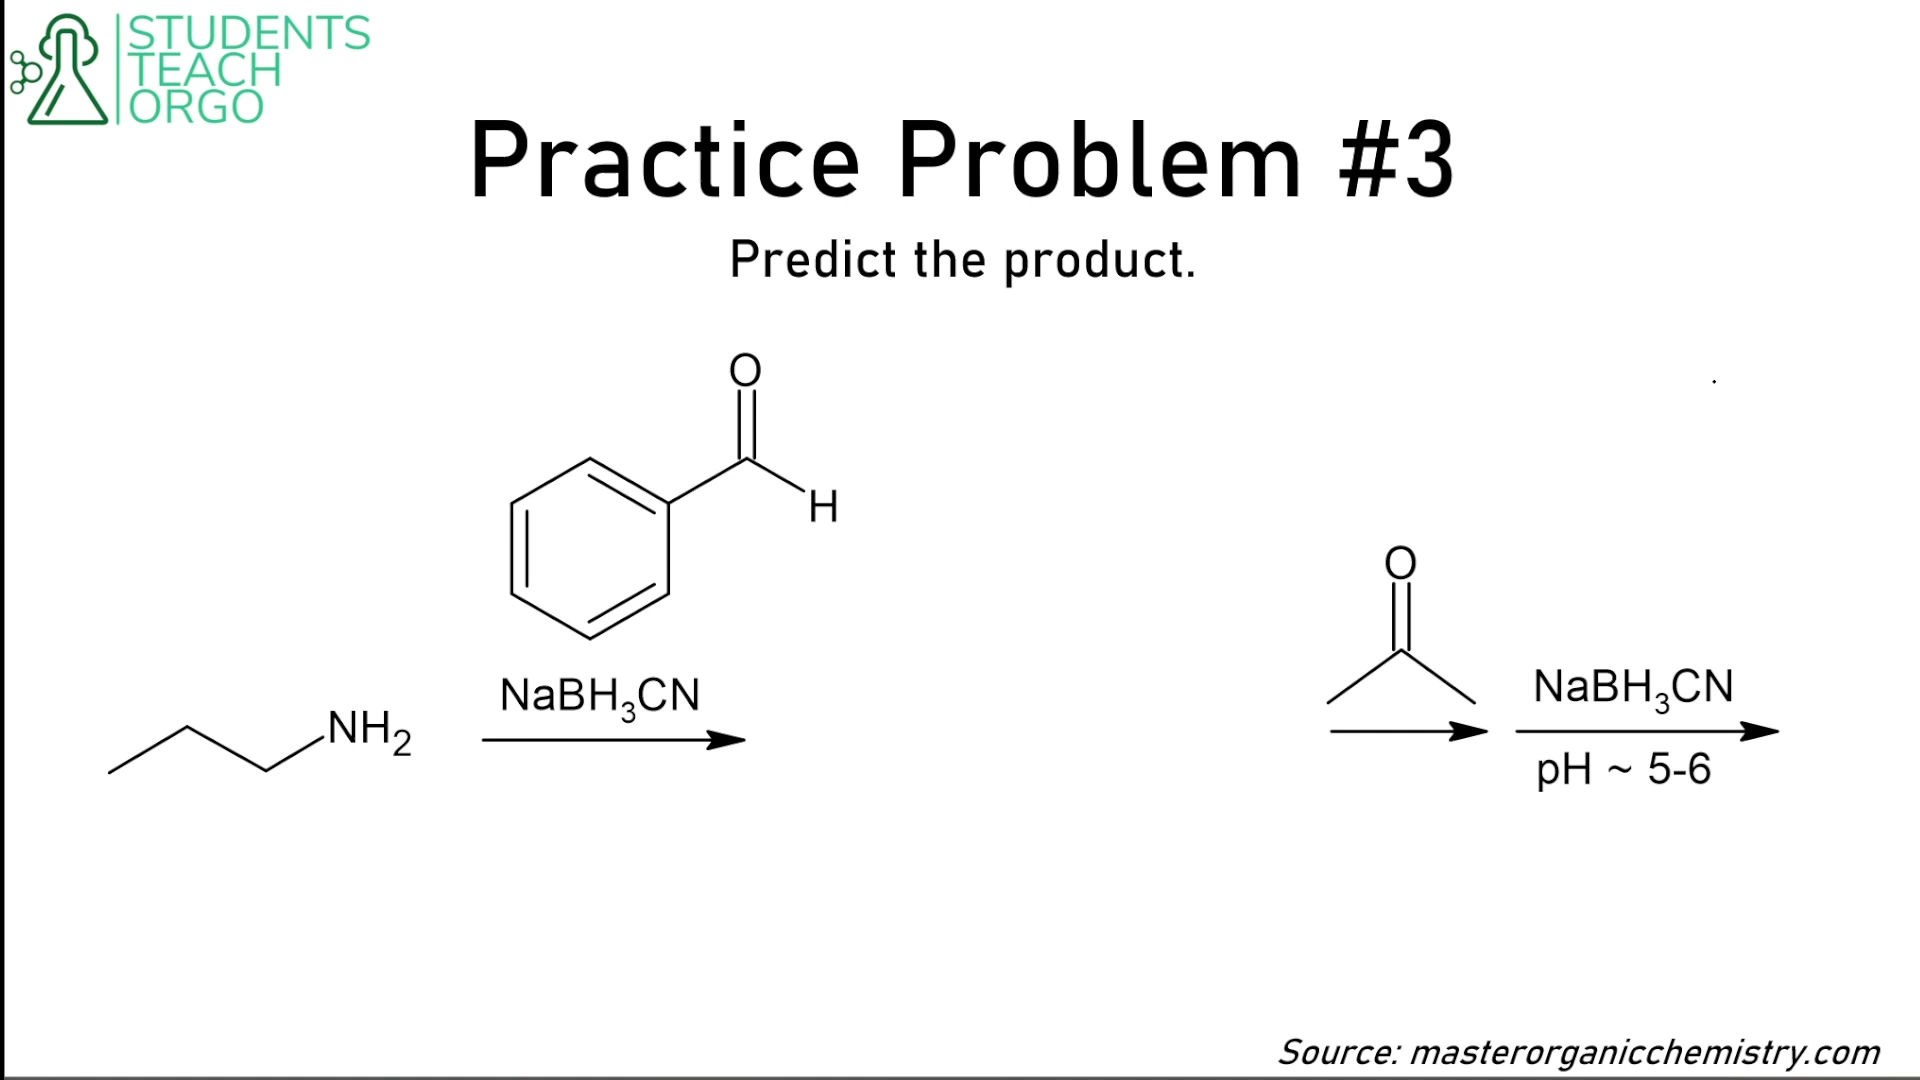 STUDENTS
TEACH
ORGO
Practice Problem #3
Predict the product.
O
H
NaBH₃CN
NH₂
O
NaBH₃CN
pH ~ 5-6
Source: masterorganicchemistry.com